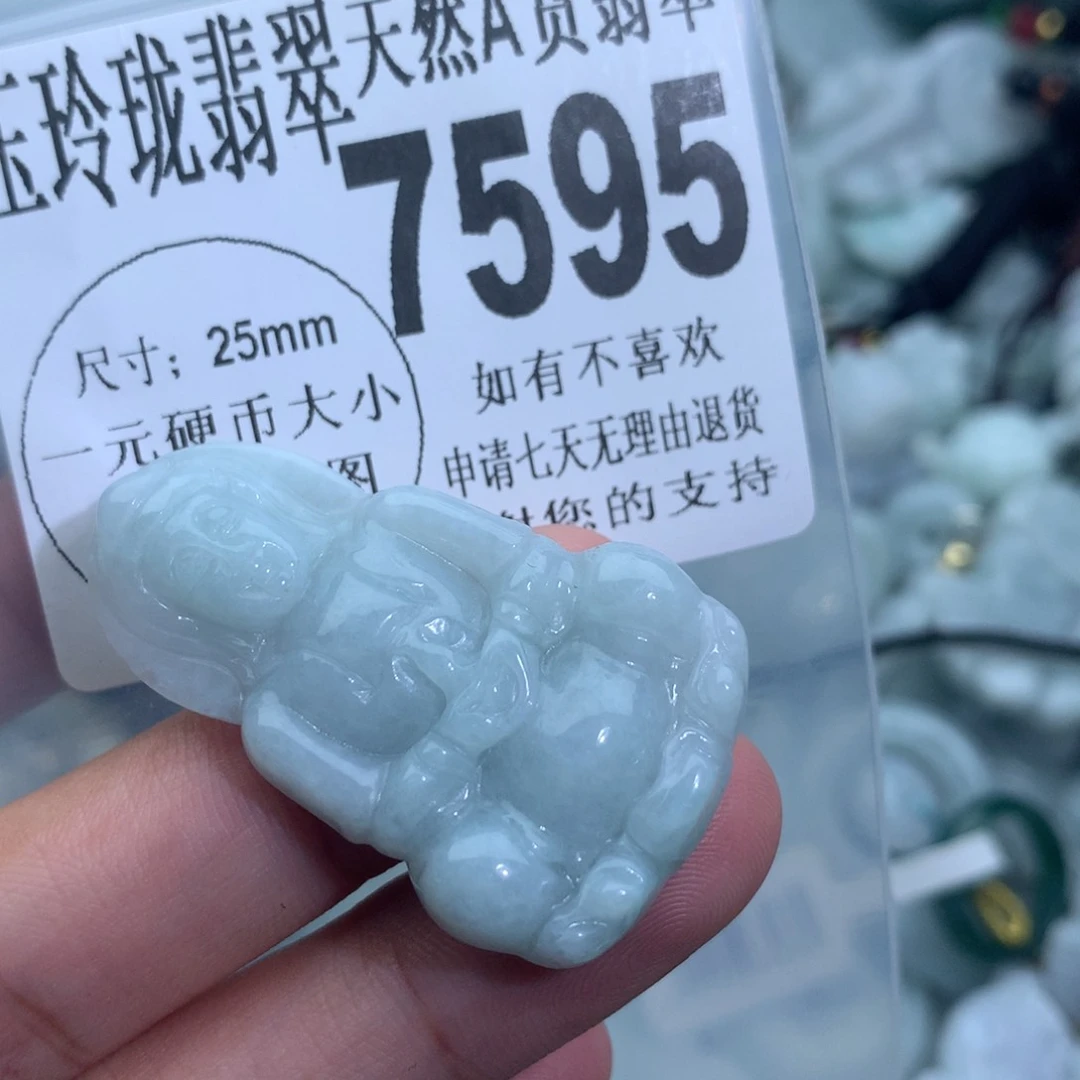 玉玲珑翡翠天然A货翡翠
7595
尺寸；25mm
一元硬币大小
图
如有不喜欢
申请七天无理由退货
您的支持